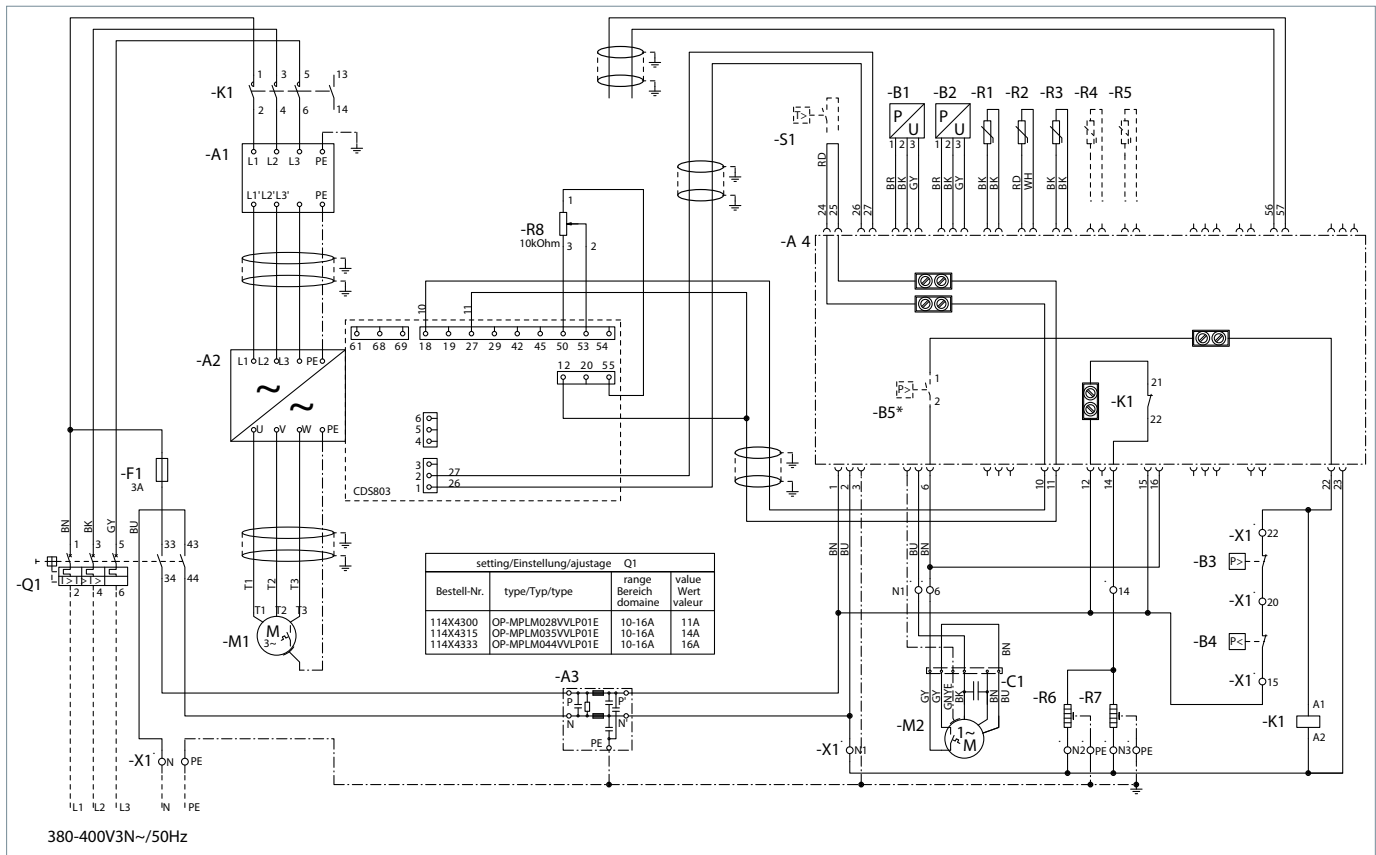 -K1
1 3 5 13
2 4 6 14
-A1
L1 L2 L3 PE
L1' L2' L3' PE
-A2
L1 L2 L3 PE
~
~
U V W PE
-F1
3A
BN BK GY BU
1 3 5 33 43
-Q1
I> I> I>
2 4 6 34 44
T1 T2 T3
T1 T2 T3
-M1
M
3~
-X1 N PE
L1 L2 L3 N PE
380-400V3N~/50Hz
-R8
10kOhm
1
3 2
10 11
61 68 69 18 19 27 29 42 45 50 53 54
12 20 55
6
5
4
3
2 27
1 26
CDS803
setting/Einstellung/ajustage Q1
Bestell-Nr. type/Typ/type range Bereich domaine value Wert valeur
114X4300 OP-MPLM028VVLP01E 10-16A 11A
114X4315 OP-MPLM035VVLP01E 10-16A 14A
114X4333 OP-MPLM044VVLP01E 10-16A 16A
-A3
P P'
N N'
PE
-S1
T>
RD
-B1 -B2 -R1 -R2 -R3 -R4 -R5
P U P U
1 2 3 1 2 3
BR BK GY BR BK GY BK BK RD WH BK BK
24 25 26 27 56 57
-A 4
P>
-B5*
1
2
-K1
21
22
1 2 3 6 10 11 12 14 15 16 22 23
BN BU BU BN
N1 6
14
-X1 22
-B3
P>
-X1 20
-B4
P<
-X1 15
-K1
A1
A2
BN
-C1
GY GY GNYE BK BN BU
-M2
1~
M
-X1 N1
-R6 -R7
N2 PE N3 PE